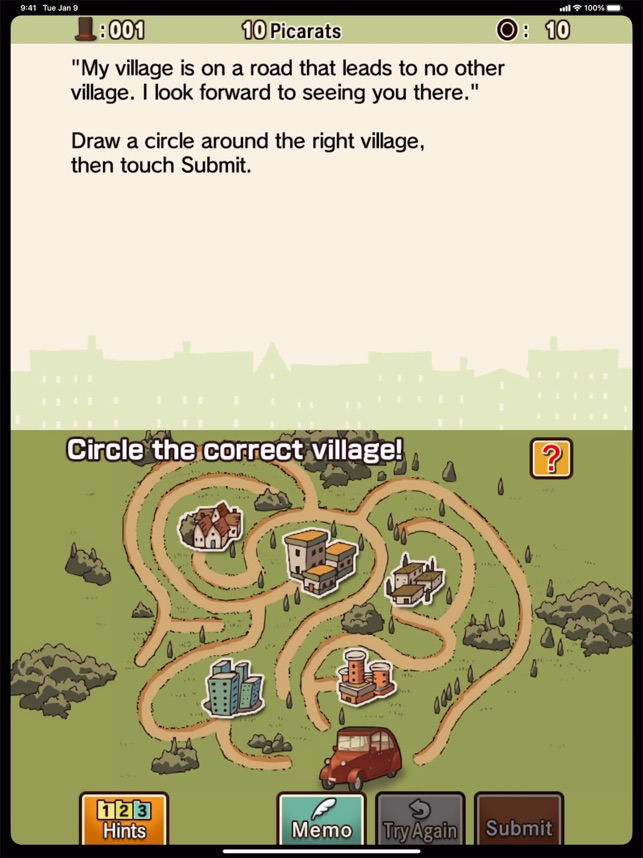 9:41 Tue Jan 9 100%
:001 10 Picarats : 10
"My village is on a road that leads to no other
village. I look forward to seeing you there."
Draw a circle around the right village,
then touch Submit.
Circle the correct village!
?
123
Hints Memo Try Again Submit